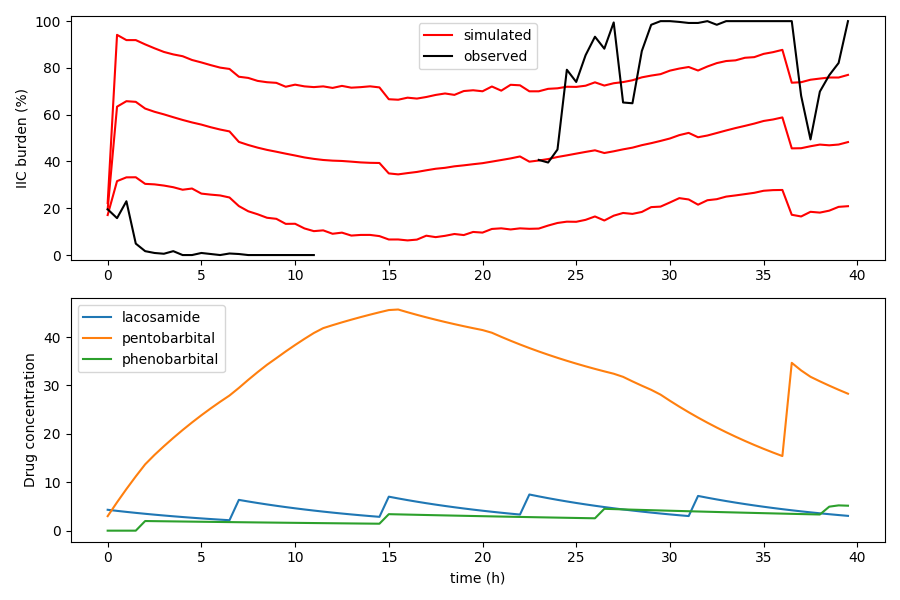 100
80
60
40
20
0
IIC burden (%)
simulated
observed
0 5 10 15 20 25 30 35 40
40
30
20
10
0
Drug concentration
lacosamide
pentobarbital
phenobarbital
0 5 10 15 20 25 30 35 40
time (h)